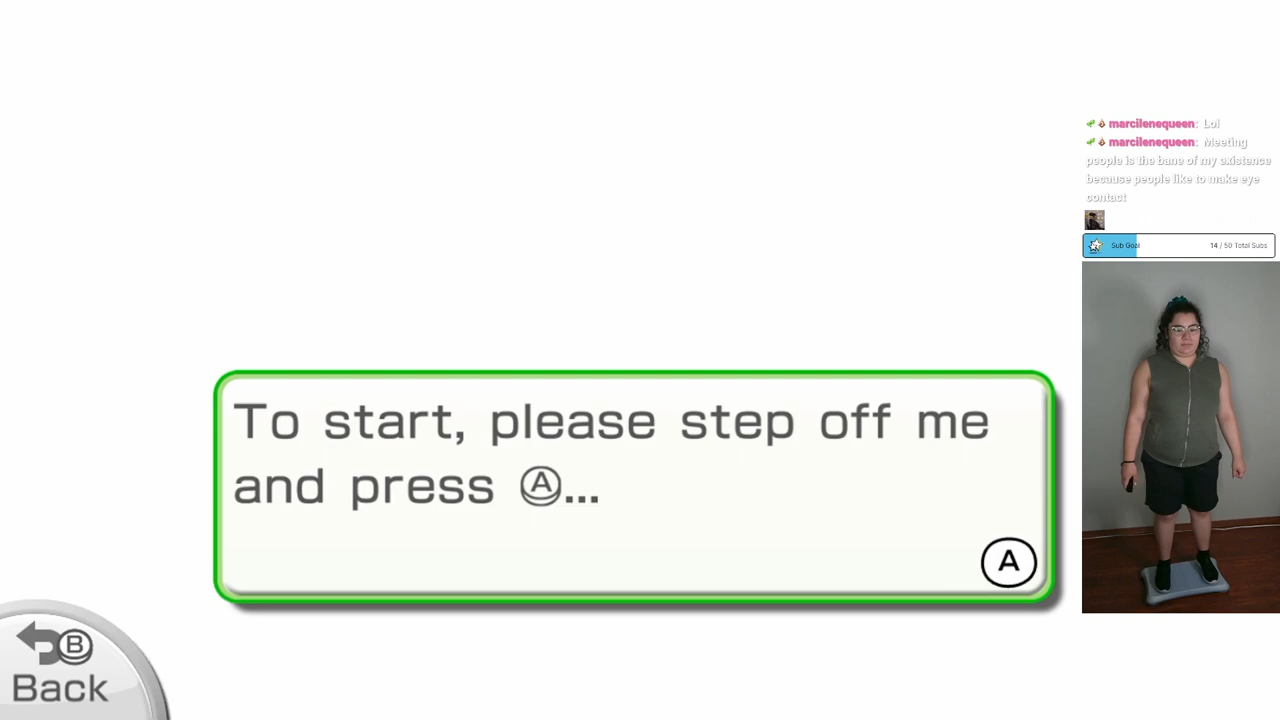 marcilenequeen: Lol
marcilenequeen: Meeting
people is the bane of my existence
because people like to make eye
contact
Sub Goal 14 / 50 Total Subs
To start, please step off me
and press Ⓐ...
A
B
Back